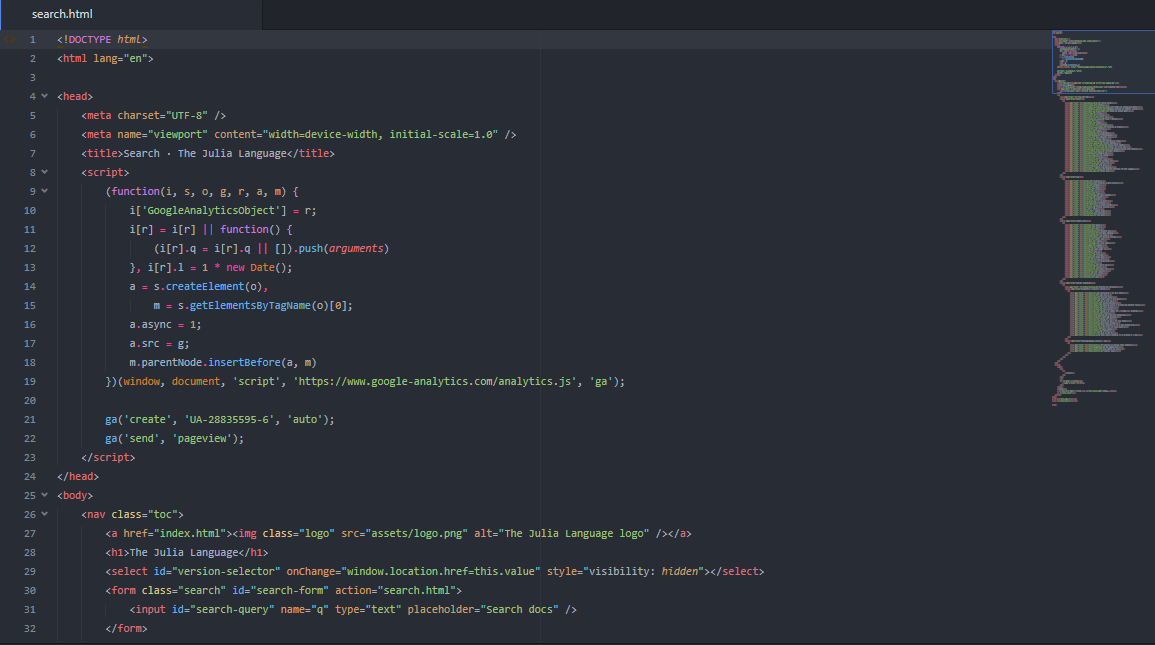 search.html
1 <!DOCTYPE html>
2 <html lang="en">
3
4 <head>
5 <meta charset="UTF-8" />
6 <meta name="viewport" content="width=device-width, initial-scale=1.0" />
7 <title>Search · The Julia Language</title>
8 <script>
9 (function(i, s, o, g, r, a, m) {
10 i['GoogleAnalyticsObject'] = r;
11 i[r] = i[r] || function() {
12 (i[r].q = i[r].q || []).push(arguments)
13 }, i[r].l = 1 * new Date();
14 a = s.createElement(o),
15 m = s.getElementsByTagName(o)[0];
16 a.async = 1;
17 a.src = g;
18 m.parentNode.insertBefore(a, m)
19 })(window, document, 'script', 'https://www.google-analytics.com/analytics.js', 'ga');
20
21 ga('create', 'UA-28835595-6', 'auto');
22 ga('send', 'pageview');
23 </script>
24 </head>
25 <body>
26 <nav class="toc">
27 <a href="index.html"><img class="logo" src="assets/logo.png" alt="The Julia Language logo" /></a>
28 <h1>The Julia Language</h1>
29 <select id="version-selector" onChange="window.location.href=this.value" style="visibility: hidden"></select>
30 <form class="search" id="search-form" action="search.html">
31 <input id="search-query" name="q" type="text" placeholder="Search docs" />
32 </form>